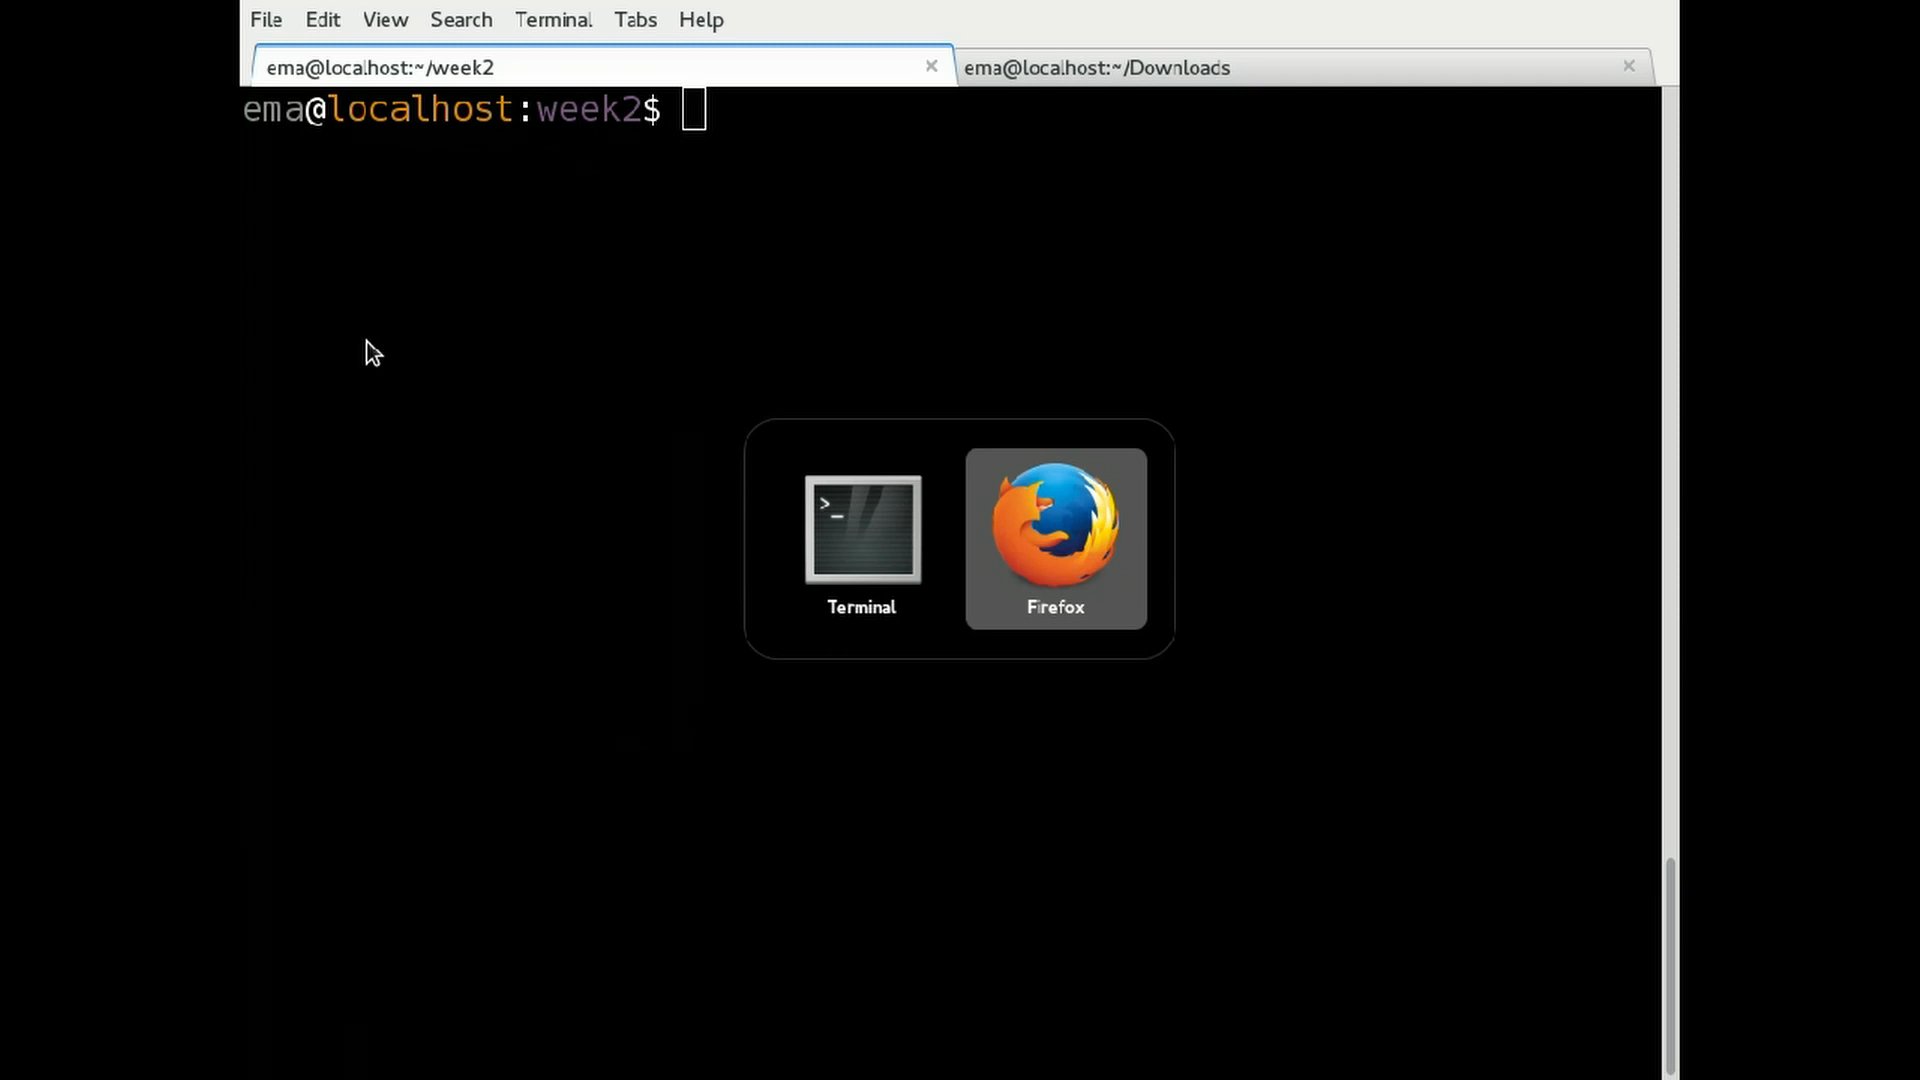 File Edit View Search Terminal Tabs Help
ema@localhost:~/week2 ema@localhost:~/Downloads
ema@localhost:week2$
>_
Terminal Firefox